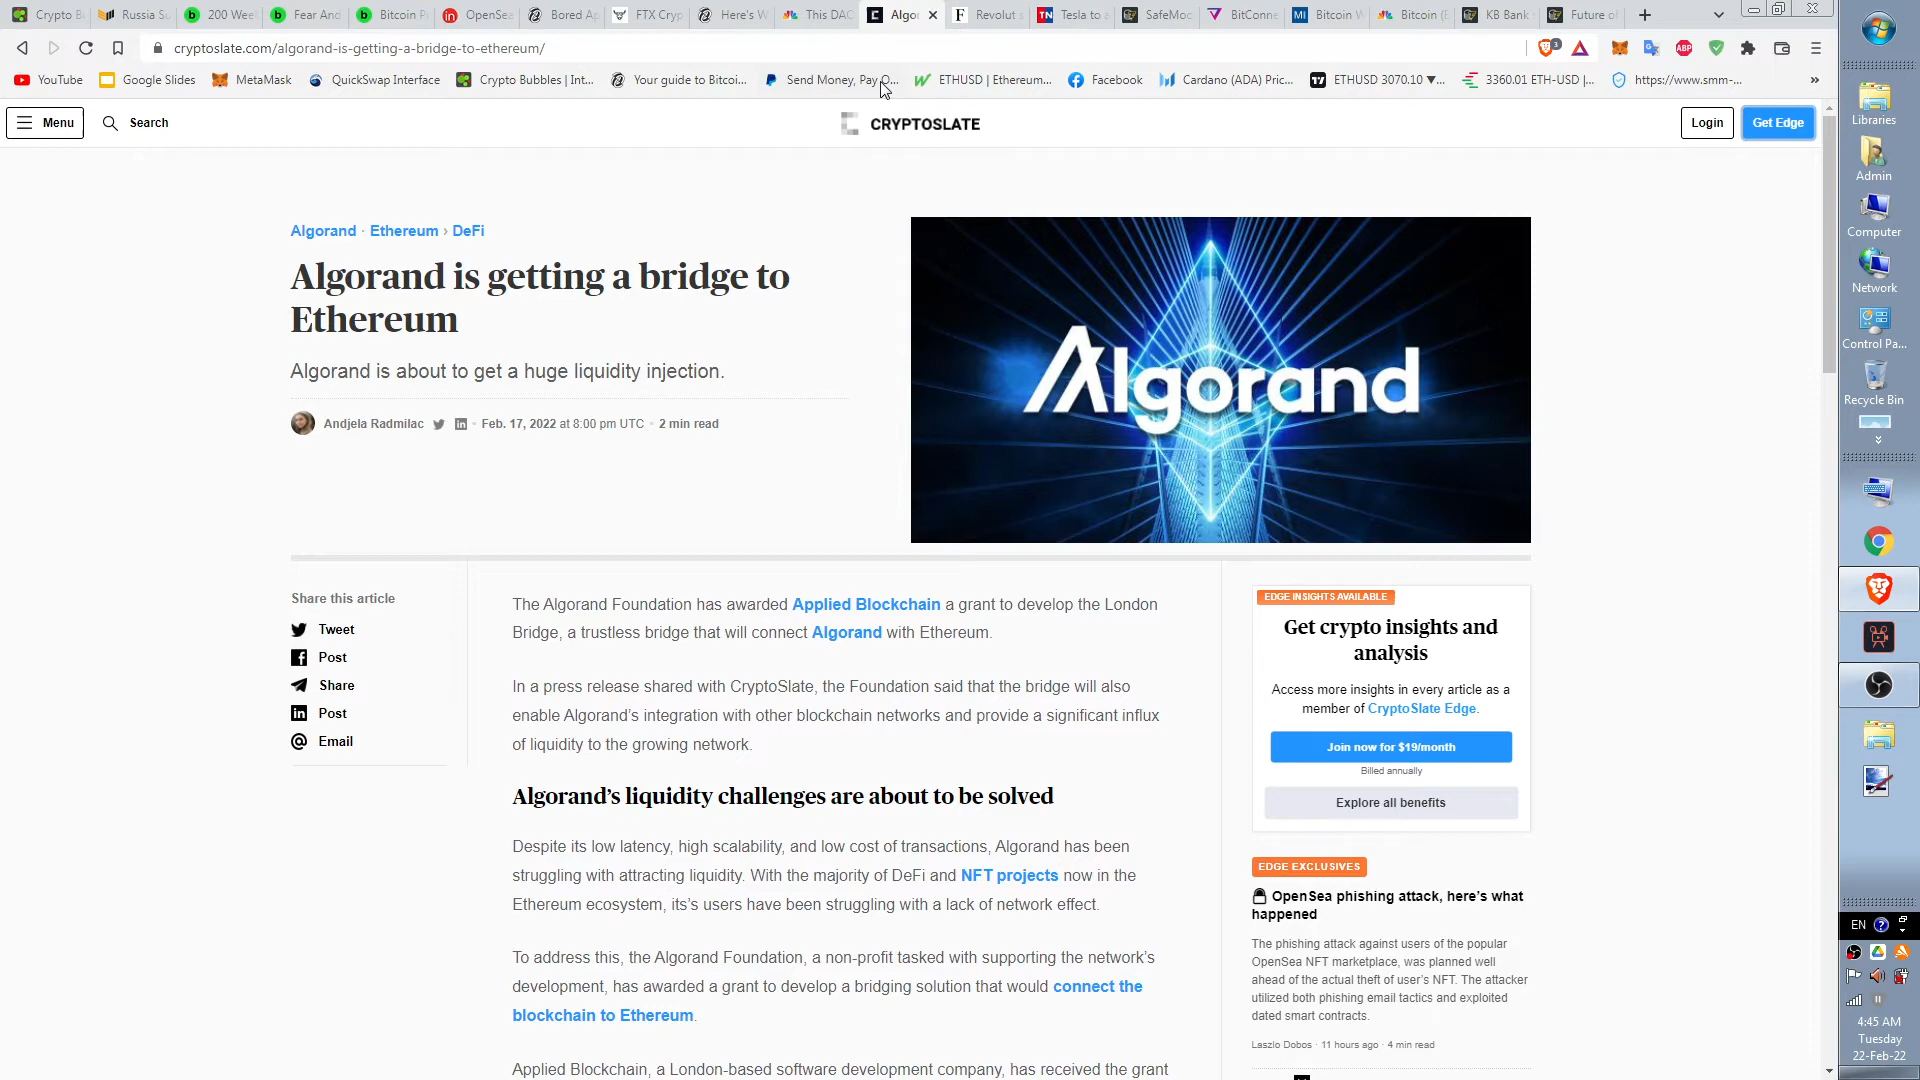 Crypto B
Russia Su
200 Wee
Fear And
Bitcoin P
OpenSea
Bored Ap
FTX Cryp
Here's W
This DAO
Algo
Revolut s
Tesla to a
SafeMoo
BitConne
Bitcoin W
Bitcoin (B
KB Bank
Future of
cryptoslate.com/algorand-is-getting-a-bridge-to-ethereum/
3
ABP
YouTube
Google Slides
MetaMask
QuickSwap Interface
Crypto Bubbles | Int...
Your guide to Bitcoi...
Send Money, Pay O...
ETHUSD | Ethereum...
Facebook
Cardano (ADA) Pric...
ETHUSD 3070.10 ▼...
3360.01 ETH-USD |...
https://www.smm-...
»
Menu
Search
CRYPTOSLATE
Login
Get Edge
Algorand · Ethereum › DeFi
Algorand is getting a bridge to
Ethereum
Algorand is about to get a huge liquidity injection.
Andjela Radmilac
Feb. 17, 2022 at 8:00 pm UTC · 2 min read
Algorand
Share this article
Tweet
Post
Share
Post
Email
The Algorand Foundation has awarded Applied Blockchain a grant to develop the London
Bridge, a trustless bridge that will connect Algorand with Ethereum.
In a press release shared with CryptoSlate, the Foundation said that the bridge will also
enable Algorand’s integration with other blockchain networks and provide a significant influx
of liquidity to the growing network.
Algorand’s liquidity challenges are about to be solved
Despite its low latency, high scalability, and low cost of transactions, Algorand has been
struggling with attracting liquidity. With the majority of DeFi and NFT projects now in the
Ethereum ecosystem, its’s users have been struggling with a lack of network effect.
To address this, the Algorand Foundation, a non-profit tasked with supporting the network’s
development, has awarded a grant to develop a bridging solution that would connect the
blockchain to Ethereum.
Applied Blockchain, a London-based software development company, has received the grant
EDGE INSIGHTS AVAILABLE
Get crypto insights and
analysis
Access more insights in every article as a
member of CryptoSlate Edge.
Join now for $19/month
Billed annually
Explore all benefits
EDGE EXCLUSIVES
OpenSea phishing attack, here’s what
happened
The phishing attack against users of the popular
OpenSea NFT marketplace, was planned well
ahead of the actual theft of user’s NFT. The attacker
utilized both phishing email tactics and exploited
dated smart contracts.
Laszlo Dobos · 11 hours ago · 4 min read
Libraries
Admin
Computer
Network
Control Pa...
Recycle Bin
EN
4:45 AM
Tuesday
22-Feb-22